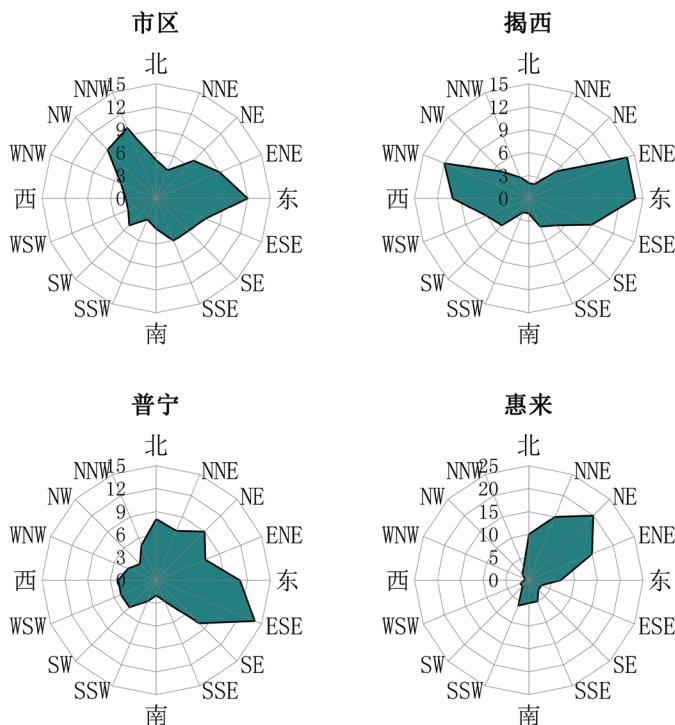 市区
北
NNE
NE
ENE
东
ESE
SE
SSE
南
SSW
SW
WSW
西
WNW
NW
NNW
15
12
9
6
3
0
揭西
北
NNE
NE
ENE
东
ESE
SE
SSE
南
SSW
SW
WSW
西
WNW
NW
NNW
15
12
9
6
3
0
普宁
北
NNE
NE
ENE
东
ESE
SE
SSE
南
SSW
SW
WSW
西
WNW
NW
NNW
15
12
9
6
3
0
惠来
北
NNE
NE
ENE
东
ESE
SE
SSE
南
SSW
SW
WSW
西
WNW
NW
NNW
25
20
15
10
5
0